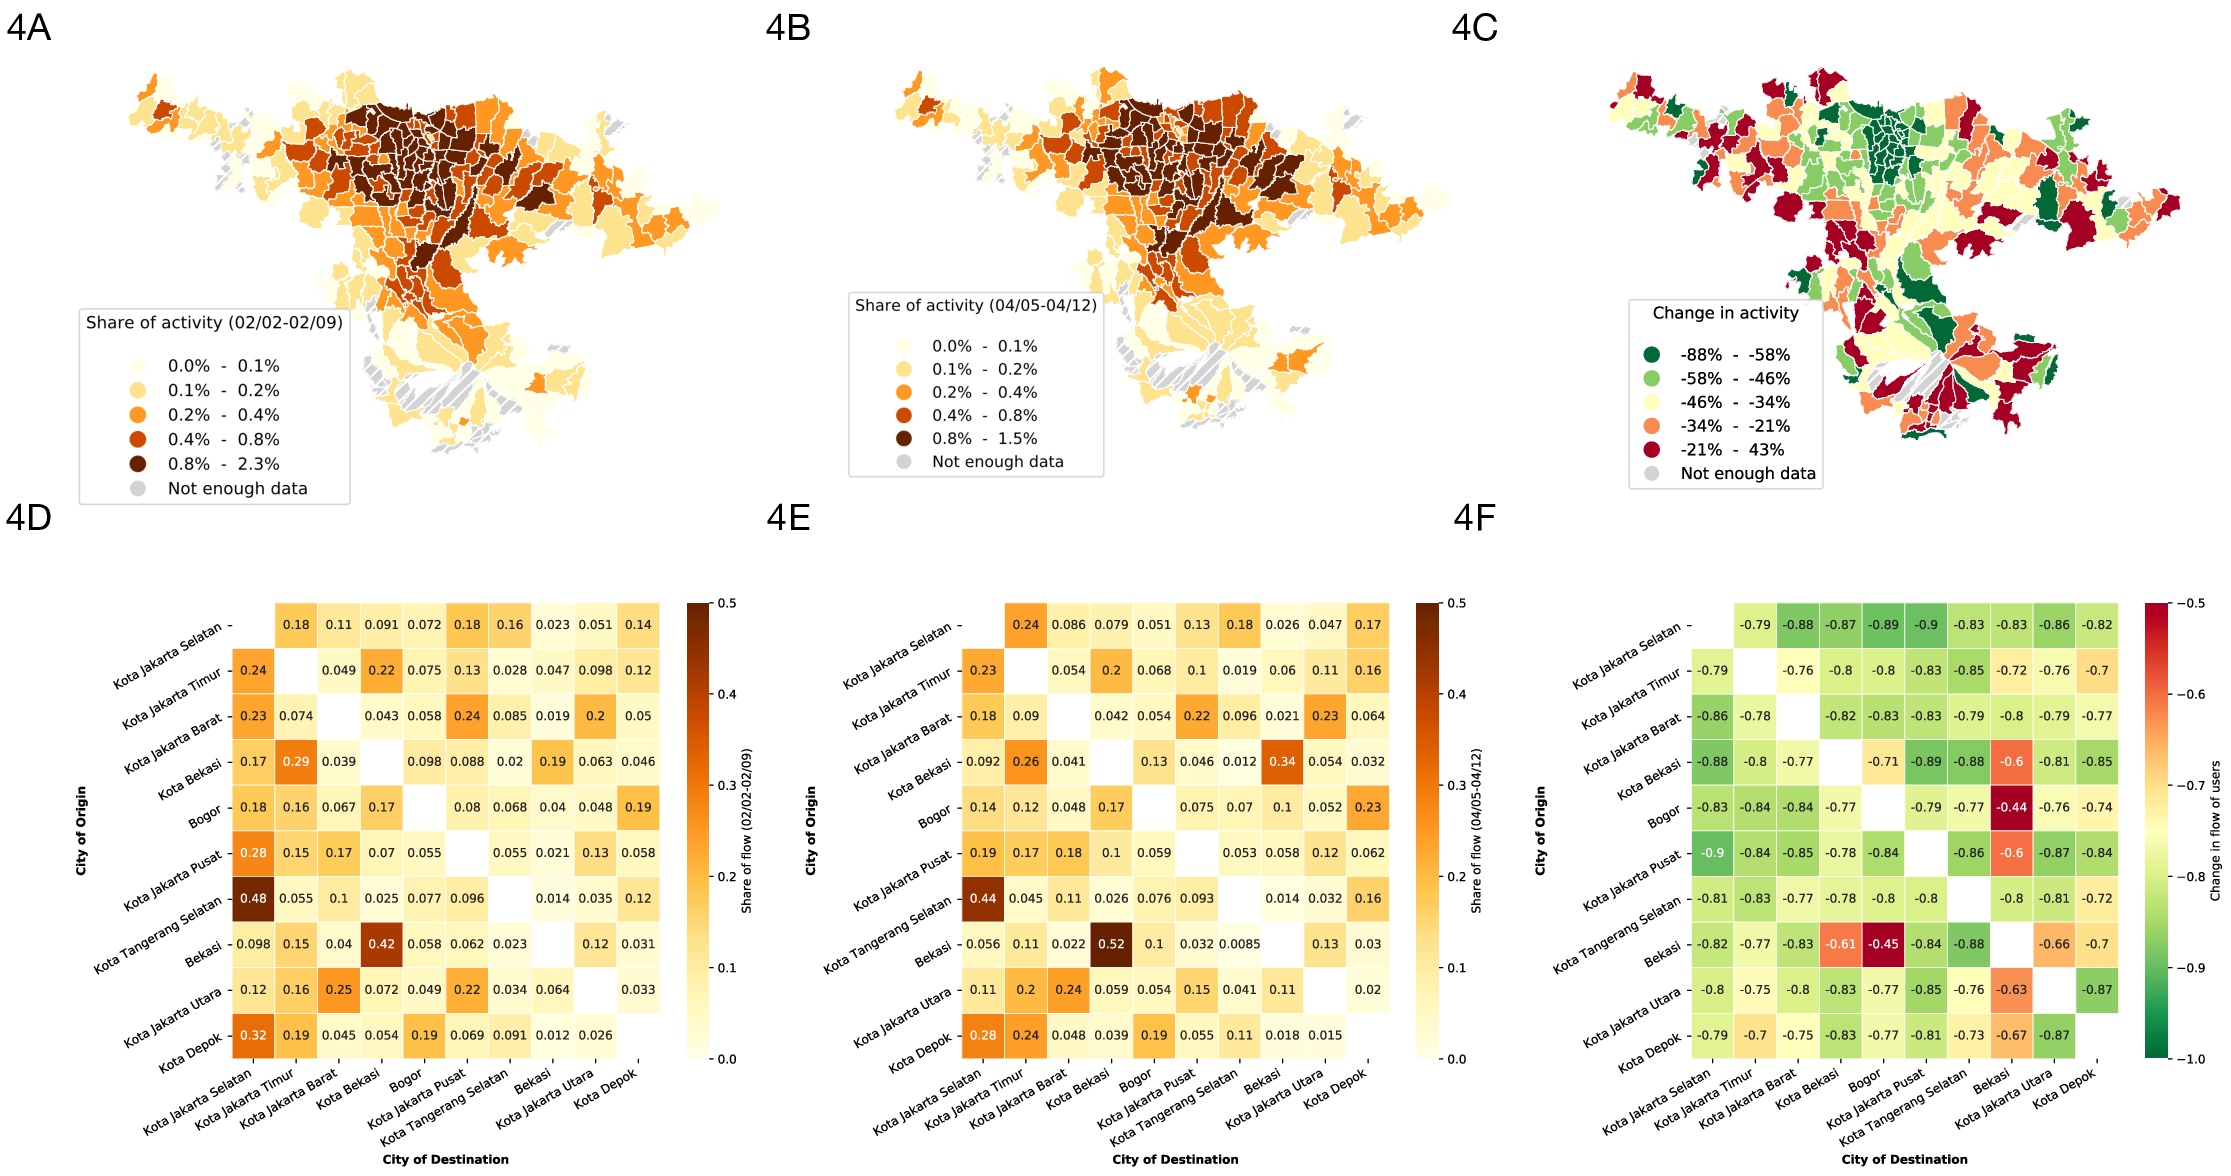 4A
4B
4C
Share of activity (02/02-02/09)
0.0% - 0.1%
0.1% - 0.2%
0.2% - 0.4%
0.4% - 0.8%
0.8% - 2.3%
Not enough data
Share of activity (04/05-04/12)
0.0% - 0.1%
0.1% - 0.2%
0.2% - 0.4%
0.4% - 0.8%
0.8% - 1.5%
Not enough data
Change in activity
-88% - -58%
-58% - -46%
-46% - -34%
-34% - -21%
-21% - 43%
Not enough data
4D
City of Origin
Kota Jakarta Selatan 0.18 0.11 0.091 0.072 0.18 0.16 0.023 0.051 0.14
Kota Jakarta Timur 0.24 0.049 0.22 0.075 0.13 0.028 0.047 0.098 0.12
Kota Jakarta Barat 0.23 0.074 0.043 0.058 0.24 0.085 0.019 0.2 0.05
Kota Bekasi 0.17 0.29 0.039 0.098 0.088 0.02 0.19 0.063 0.046
Bogor 0.18 0.16 0.067 0.17 0.08 0.068 0.04 0.048 0.19
Kota Jakarta Pusat 0.28 0.15 0.17 0.07 0.055 0.055 0.021 0.13 0.058
Kota Tangerang Selatan 0.48 0.055 0.1 0.025 0.077 0.096 0.014 0.035 0.12
Bekasi 0.098 0.15 0.04 0.42 0.058 0.062 0.023 0.12 0.031
Kota Jakarta Utara 0.12 0.16 0.25 0.072 0.049 0.22 0.034 0.064 0.033
Kota Depok 0.32 0.19 0.045 0.054 0.19 0.069 0.091 0.012 0.026
Kota Jakarta Selatan
Kota Jakarta Timur
Kota Jakarta Barat
Kota Bekasi
Bogor
Kota Jakarta Pusat
Kota Tangerang Selatan
Bekasi
Kota Jakarta Utara
Kota Depok
City of Destination
0.5
0.4
0.3
0.2
0.1
0.0
Share of flow (02/02-02/09)
4E
City of Origin
Kota Jakarta Selatan 0.24 0.086 0.079 0.051 0.13 0.18 0.026 0.047 0.17
Kota Jakarta Timur 0.23 0.054 0.2 0.068 0.1 0.019 0.06 0.11 0.16
Kota Jakarta Barat 0.18 0.09 0.042 0.054 0.22 0.096 0.021 0.23 0.064
Kota Bekasi 0.092 0.26 0.041 0.13 0.046 0.012 0.34 0.054 0.032
Bogor 0.14 0.12 0.048 0.17 0.075 0.07 0.1 0.052 0.23
Kota Jakarta Pusat 0.19 0.17 0.18 0.1 0.059 0.053 0.058 0.12 0.062
Kota Tangerang Selatan 0.44 0.045 0.11 0.026 0.076 0.093 0.014 0.032 0.16
Bekasi 0.056 0.11 0.022 0.52 0.1 0.032 0.0085 0.13 0.03
Kota Jakarta Utara 0.11 0.2 0.24 0.059 0.054 0.15 0.041 0.11 0.02
Kota Depok 0.28 0.24 0.048 0.039 0.19 0.055 0.11 0.018 0.015
Kota Jakarta Selatan
Kota Jakarta Timur
Kota Jakarta Barat
Kota Bekasi
Bogor
Kota Jakarta Pusat
Kota Tangerang Selatan
Bekasi
Kota Jakarta Utara
Kota Depok
City of Destination
0.5
0.4
0.3
0.2
0.1
0.0
Share of flow (04/05-04/12)
4F
City of Origin
Kota Jakarta Selatan -0.79 -0.88 -0.87 -0.89 -0.9 -0.83 -0.83 -0.86 -0.82
Kota Jakarta Timur -0.79 -0.76 -0.8 -0.8 -0.83 -0.85 -0.72 -0.76 -0.7
Kota Jakarta Barat -0.86 -0.78 -0.82 -0.83 -0.83 -0.79 -0.8 -0.79 -0.77
Kota Bekasi -0.88 -0.8 -0.77 -0.71 -0.89 -0.88 -0.6 -0.81 -0.85
Bogor -0.83 -0.84 -0.84 -0.77 -0.79 -0.77 -0.44 -0.76 -0.74
Kota Jakarta Pusat -0.9 -0.84 -0.85 -0.78 -0.84 -0.86 -0.6 -0.87 -0.84
Kota Tangerang Selatan -0.81 -0.83 -0.77 -0.78 -0.8 -0.8 -0.8 -0.81 -0.72
Bekasi -0.82 -0.77 -0.83 -0.61 -0.45 -0.84 -0.88 -0.66 -0.7
Kota Jakarta Utara -0.8 -0.75 -0.8 -0.83 -0.77 -0.85 -0.76 -0.63 -0.87
Kota Depok -0.79 -0.7 -0.75 -0.83 -0.77 -0.81 -0.73 -0.67 -0.87
Kota Jakarta Selatan
Kota Jakarta Timur
Kota Jakarta Barat
Kota Bekasi
Bogor
Kota Jakarta Pusat
Kota Tangerang Selatan
Bekasi
Kota Jakarta Utara
Kota Depok
City of Destination
−0.5
−0.6
−0.7
−0.8
−0.9
−1.0
Change in flow of users